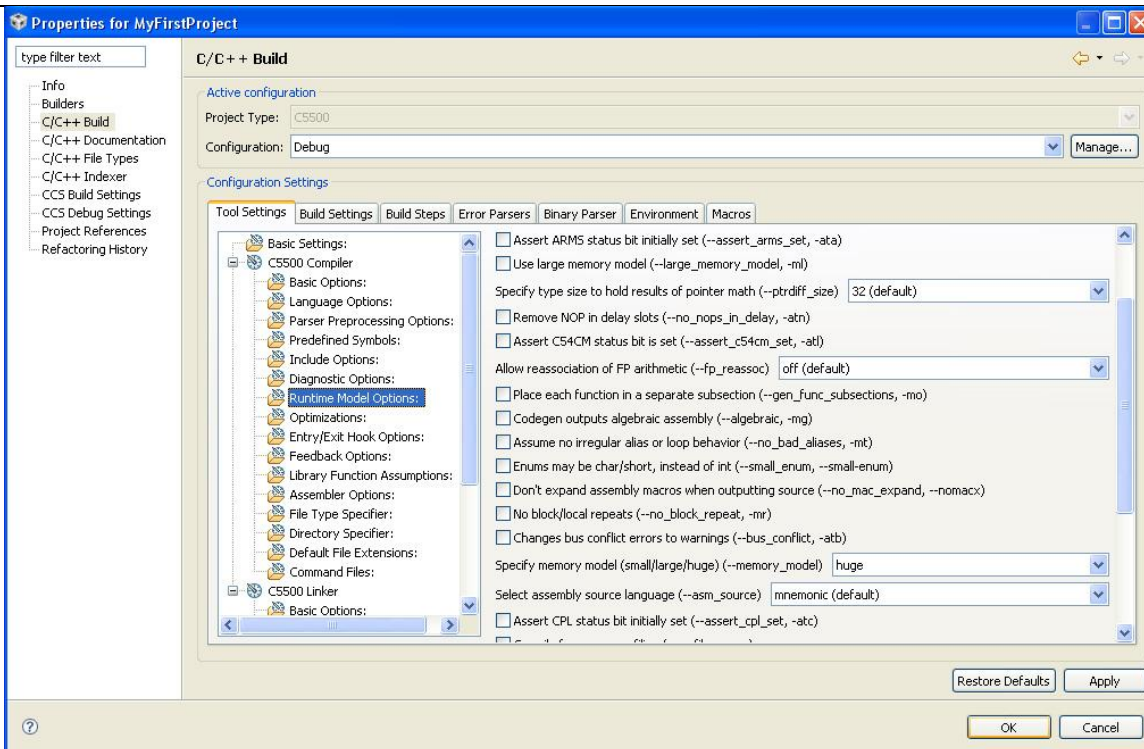 Properties for MyFirstProject
type filter text
Info
Builders
C/C++ Build
C/C++ Documentation
C/C++ File Types
C/C++ Indexer
CCS Build Settings
CCS Debug Settings
Project References
Refactoring History
C/C++ Build
Active configuration
Project Type: C5500
Configuration: Debug Manage...
Configuration Settings
Tool Settings Build Settings Build Steps Error Parsers Binary Parser Environment Macros
Basic Settings:
C5500 Compiler
Basic Options:
Language Options:
Parser Preprocessing Options:
Predefined Symbols:
Include Options:
Diagnostic Options:
Runtime Model Options:
Optimizations:
Entry/Exit Hook Options:
Feedback Options:
Library Function Assumptions:
Assembler Options:
File Type Specifier:
Directory Specifier:
Default File Extensions:
Command Files:
C5500 Linker
Basic Options:
Assert ARMS status bit initially set (--assert_arms_set, -ata)
Use large memory model (--large_memory_model, -ml)
Specify type size to hold results of pointer math (--ptrdiff_size) 32 (default)
Remove NOP in delay slots (--no_nops_in_delay, -atn)
Assert C54CM status bit is set (--assert_c54cm_set, -atl)
Allow reassociation of FP arithmetic (--fp_reassoc) off (default)
Place each function in a separate subsection (--gen_func_subsections, -mo)
Codegen outputs algebraic assembly (--algebraic, -mg)
Assume no irregular alias or loop behavior (--no_bad_aliases, -mt)
Enums may be char/short, instead of int (--small_enum, --small-enum)
Don't expand assembly macros when outputting source (--no_mac_expand, --nomacx)
No block/local repeats (--no_block_repeat, -mr)
Changes bus conflict errors to warnings (--bus_conflict, -atb)
Specify memory model (small/large/huge) (--memory_model) huge
Select assembly source language (--asm_source) mnemonic (default)
Assert CPL status bit initially set (--assert_cpl_set, -atc)
Restore Defaults Apply
OK Cancel